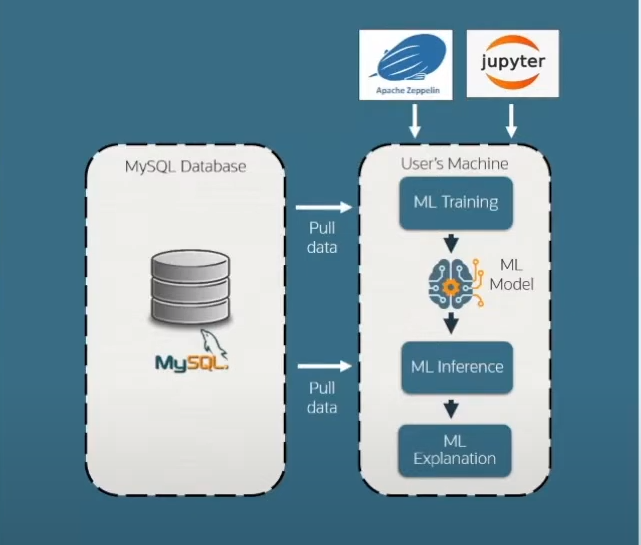 Apache Zeppelin
jupyter
MySQL Database
User's Machine
ML Training
Pull
data
ML
Model
MySQL.
ML Inference
Pull
data
ML
Explanation